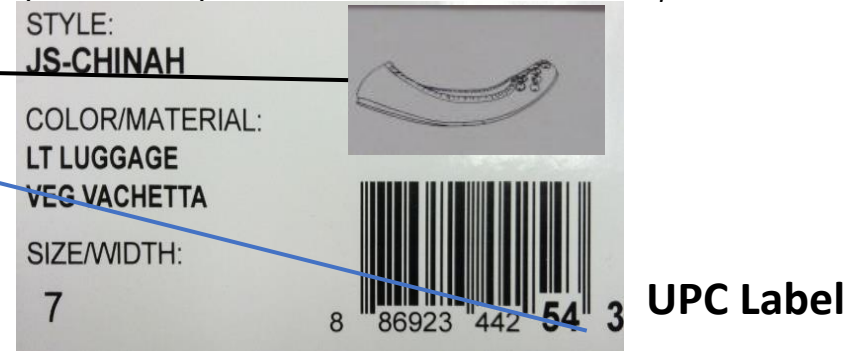 STYLE:
JS-CHINAH
COLOR/MATERIAL:
LT LUGGAGE
VEG VACHETTA
SIZE/WIDTH:
7
8 86923 442 54 3
UPC Label